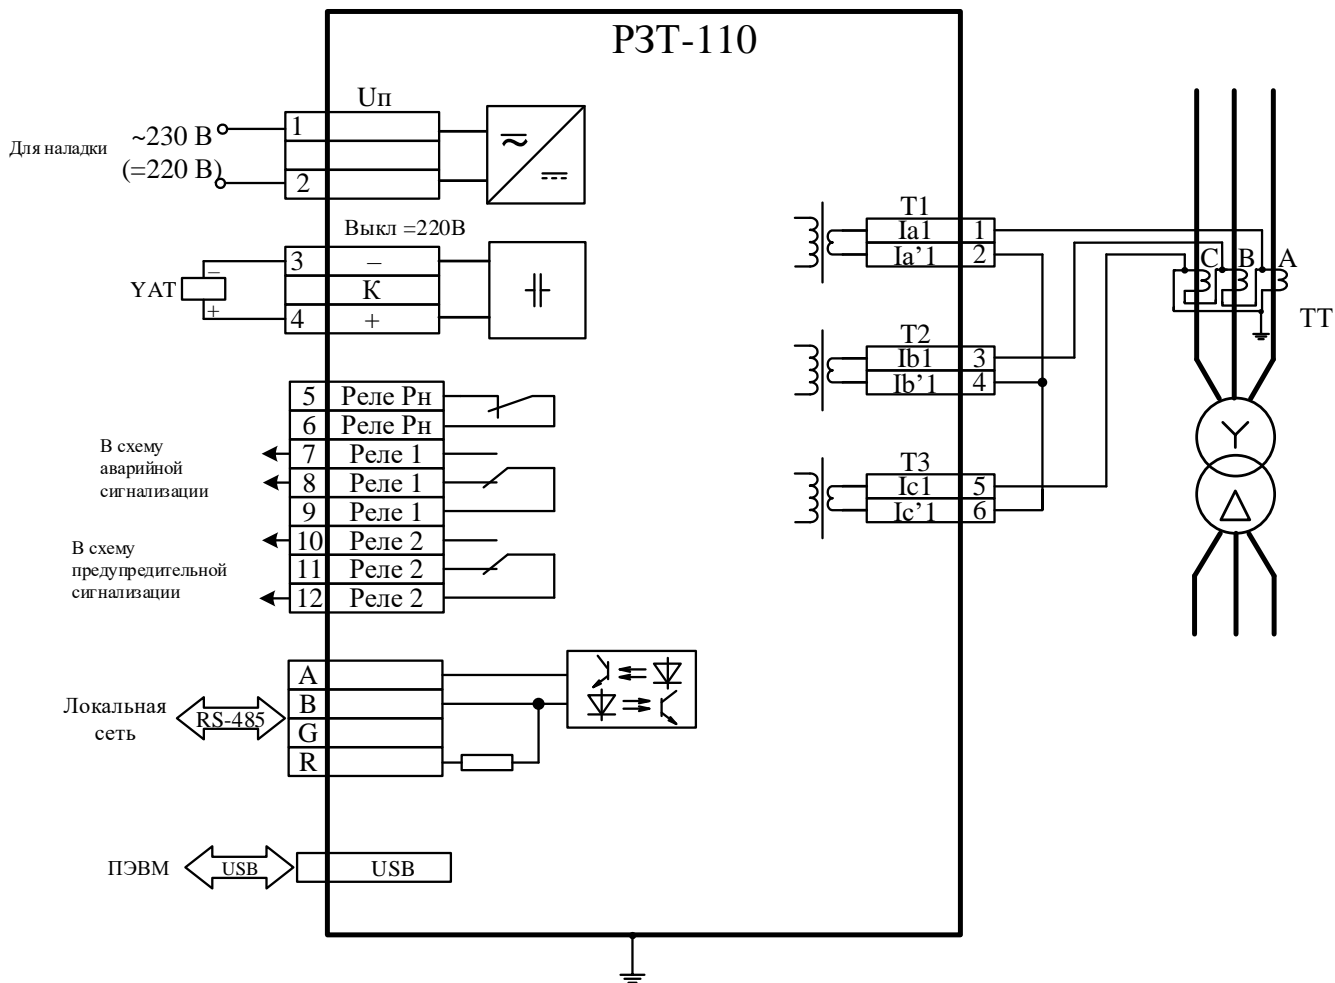 РЗТ-110
Uп
1
~230 В
Для наладки
(=220 В)
2
Выкл =220В
3
–
YAT
–
К
+
4
+
5
Реле Рн
6
Реле Рн
В схему
аварийной
сигнализации
7
Реле 1
8
Реле 1
9
Реле 1
В схему
предупредительной
сигнализации
10
Реле 2
11
Реле 2
12
Реле 2
A
B
G
R
Локальная
сеть
RS-485
ПЭВМ
USB
USB
T1
Ia1
1
Ia’1
2
T2
Ib1
3
Ib’1
4
T3
Ic1
5
Ic’1
6
C
B
A
ТТ